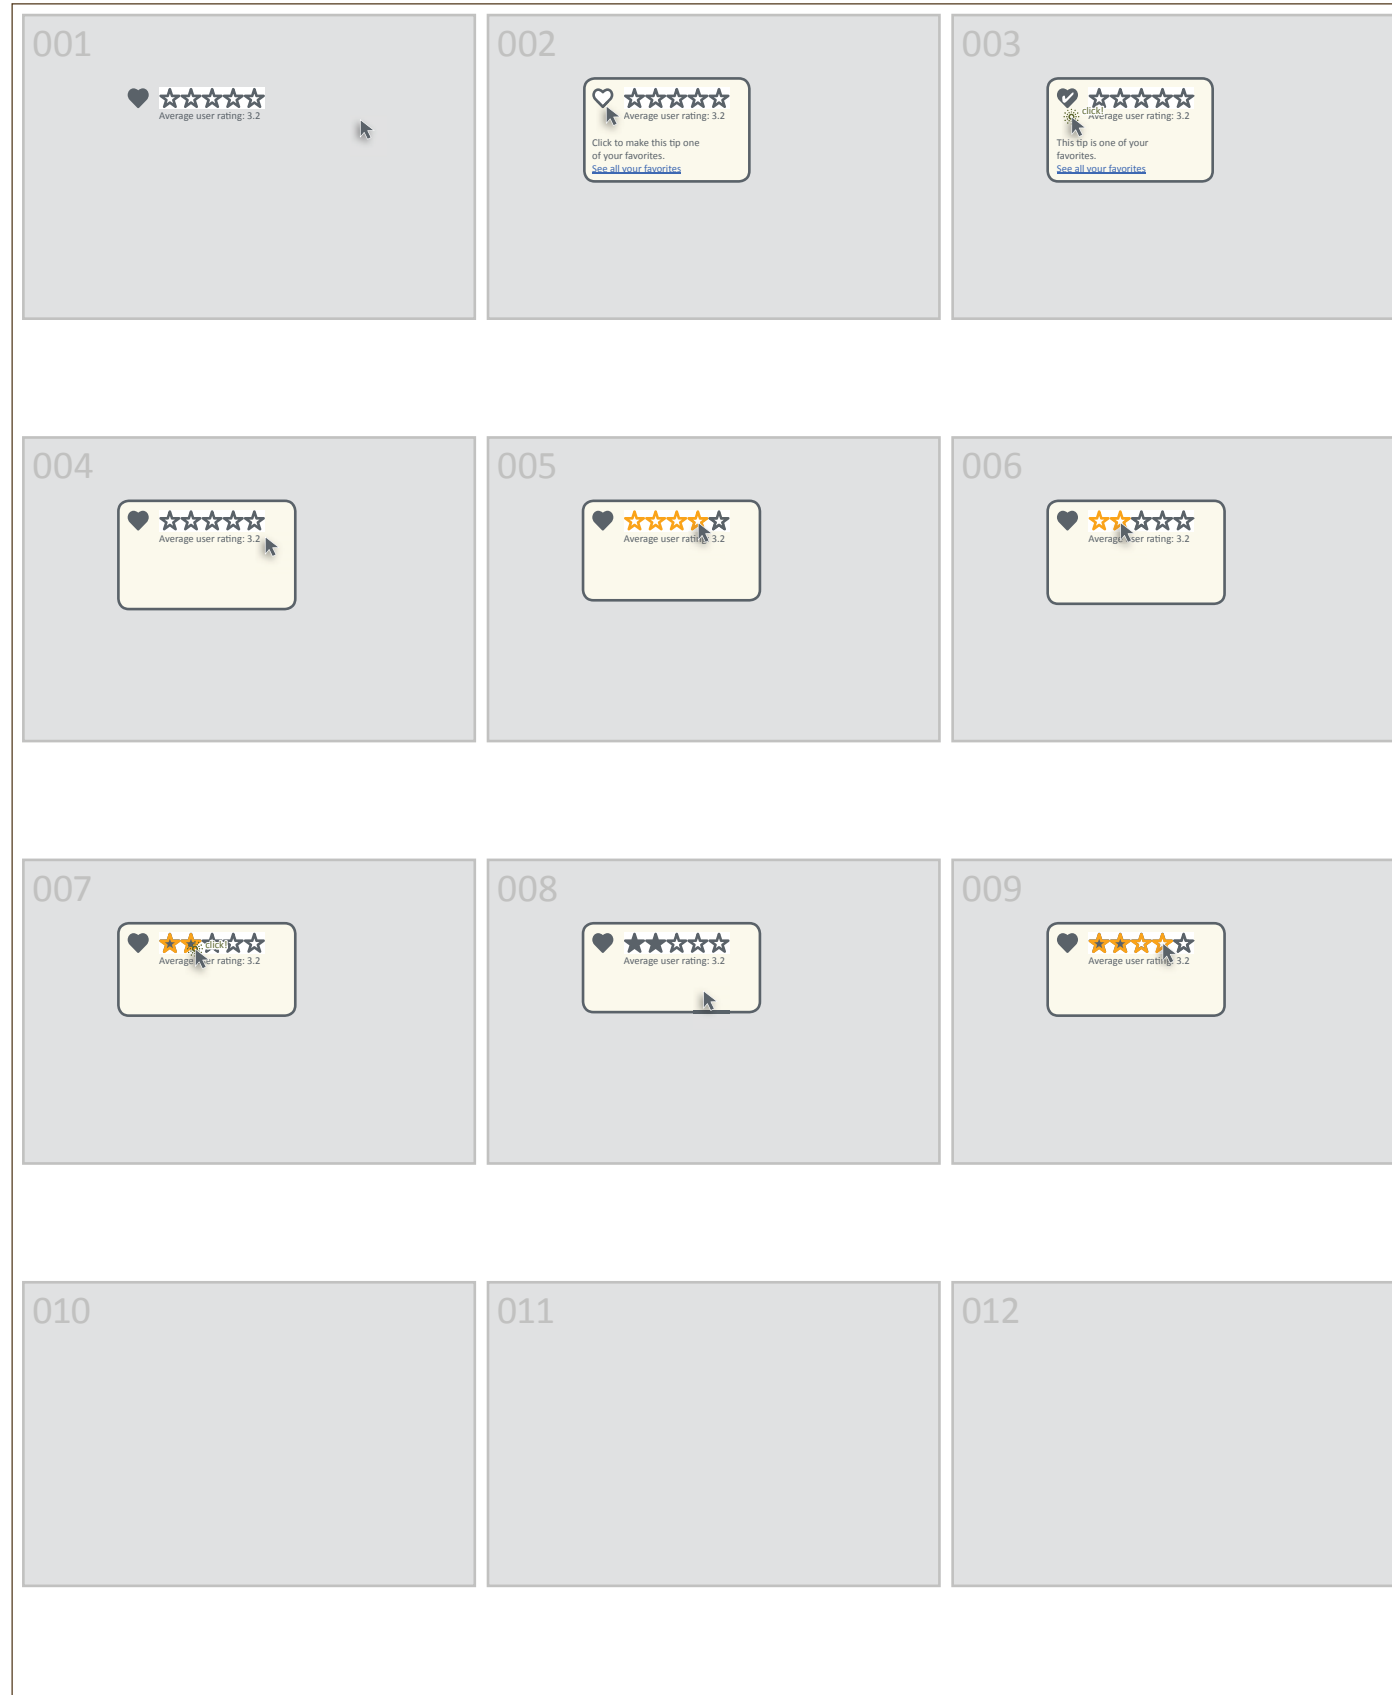 001
Average user rating: 3.2
002
Average user rating: 3.2
Click to make this tip one
of your favorites.
See all your favorites
003
click!
Average user rating: 3.2
This tip is one of your
favorites.
See all your favorites
004
Average user rating: 3.2
005
Average user rating: 3.2
006
Average user rating: 3.2
007
click!
Average user rating: 3.2
008
Average user rating: 3.2
009
Average user rating: 3.2
010
011
012